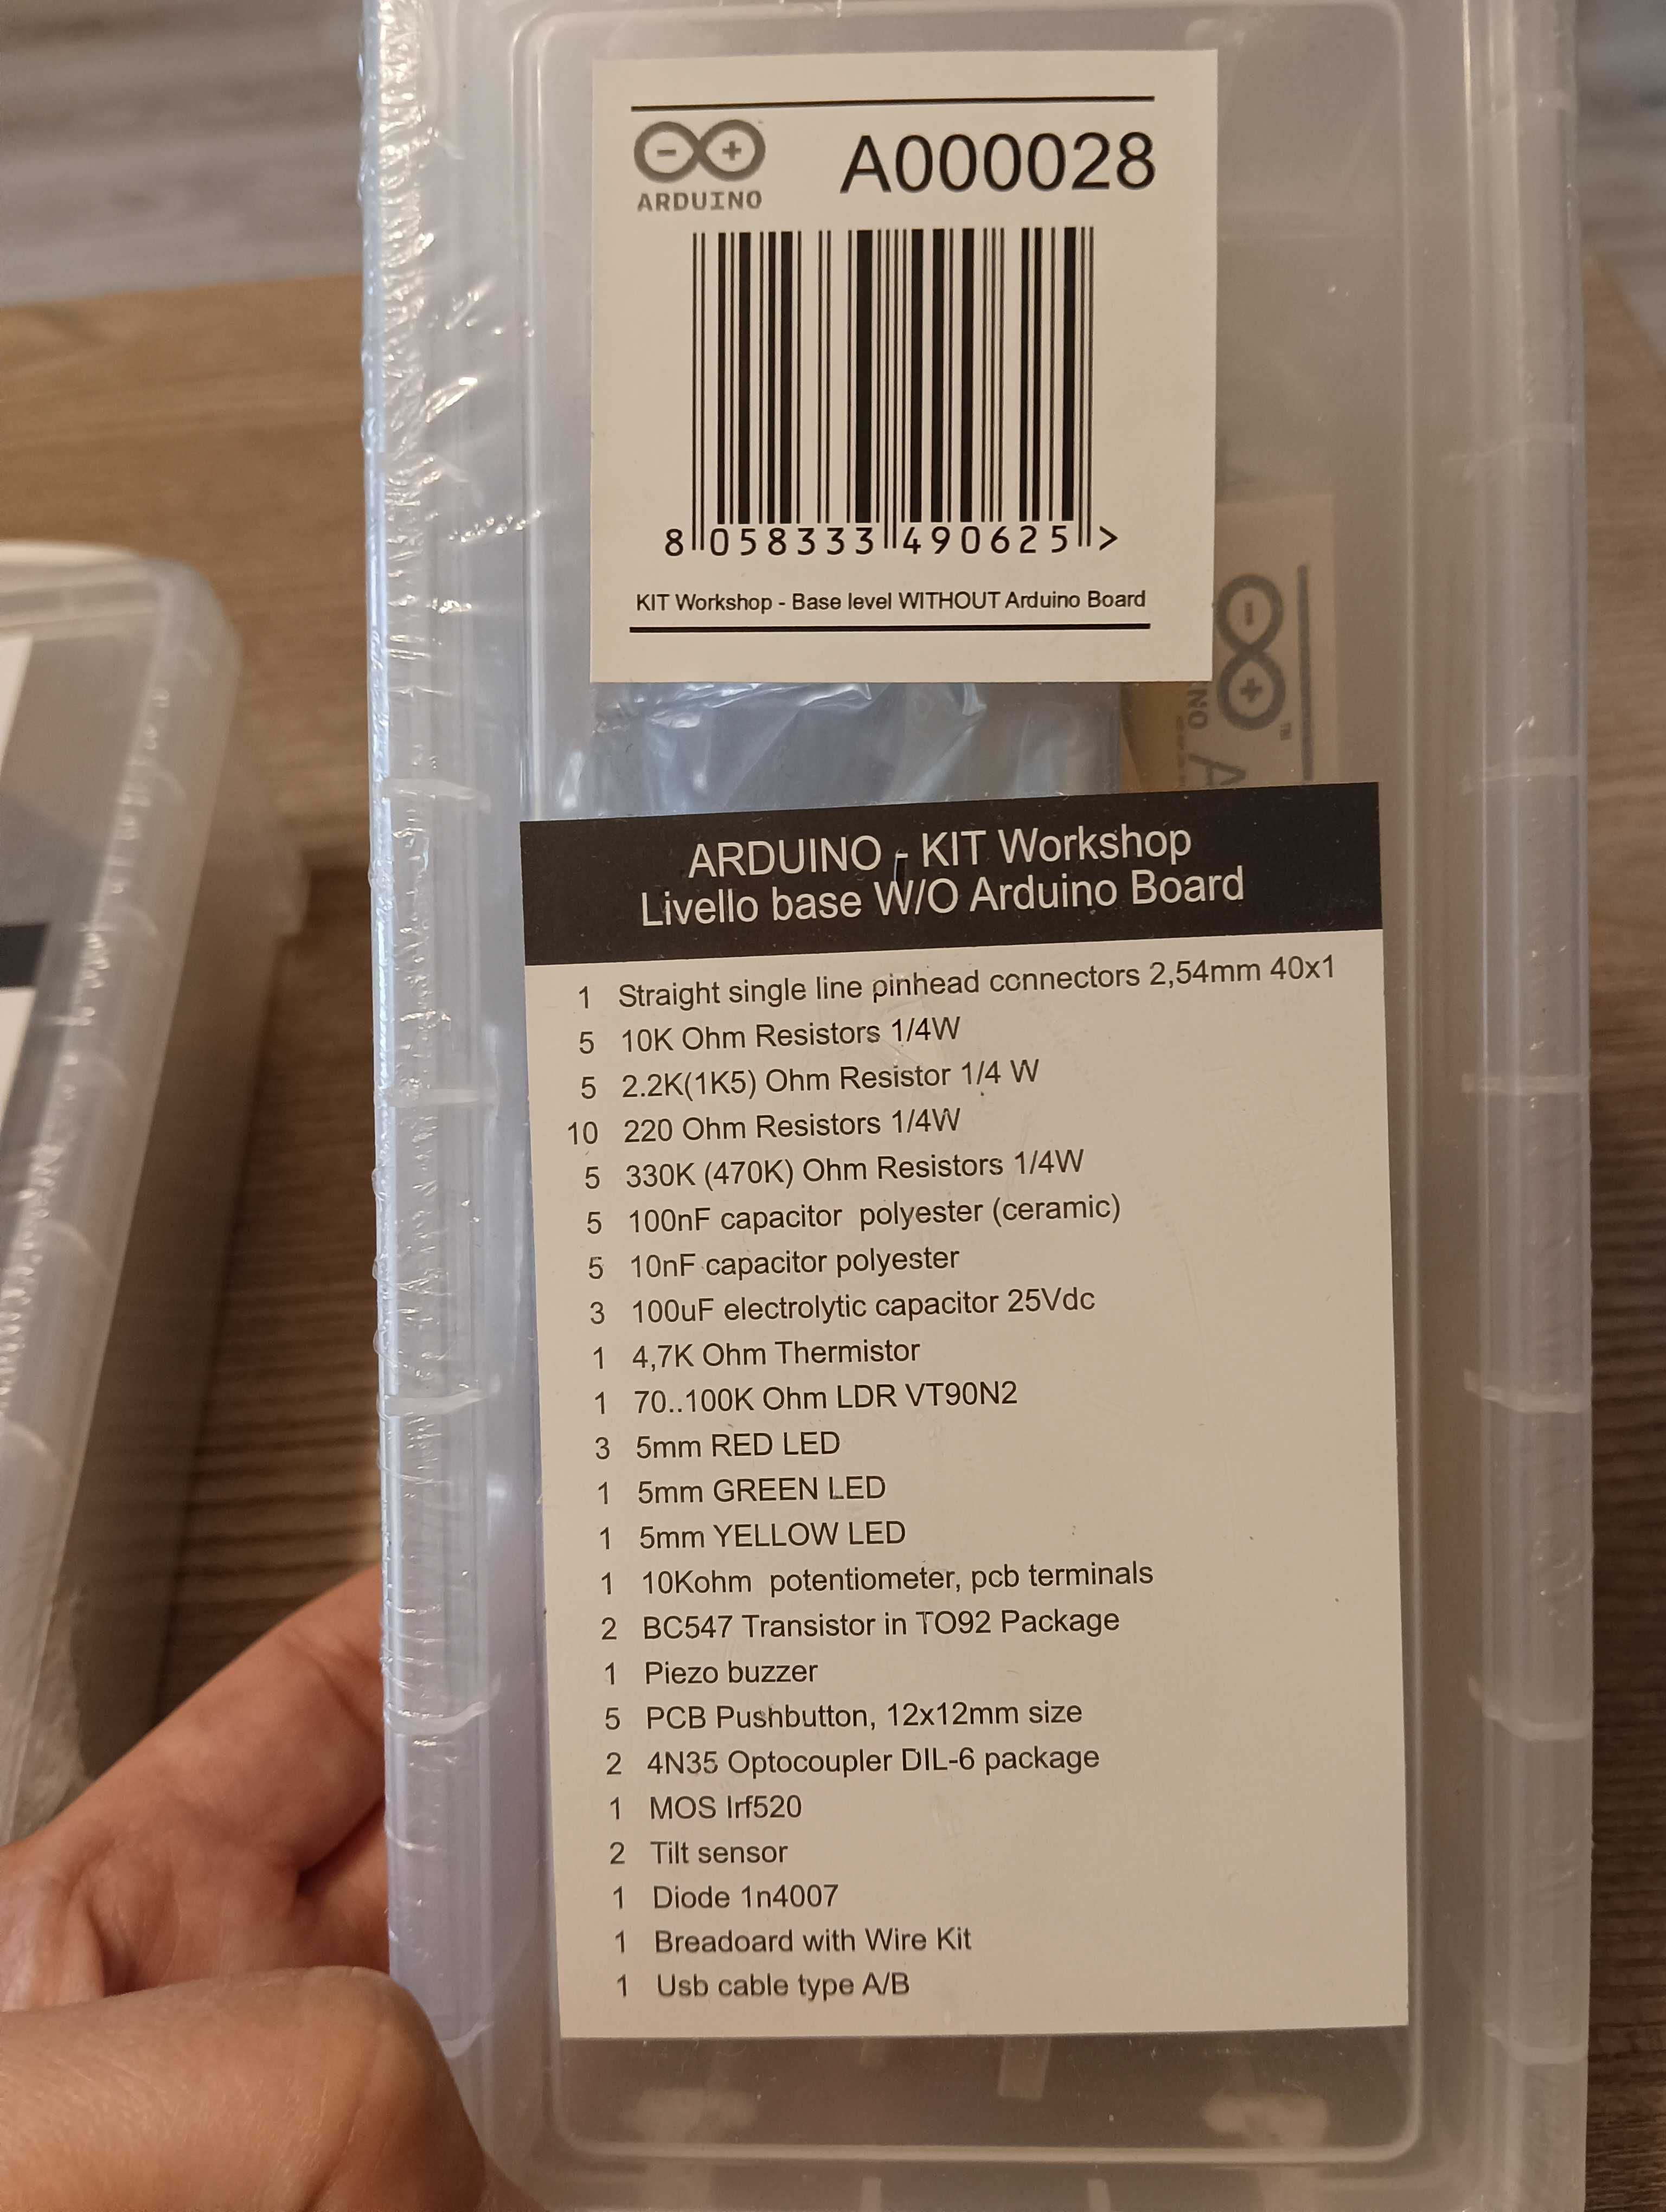 ARDUINO
A000028
8 058333 490625 >
KIT Workshop - Base level WITHOUT Arduino Board
ARDUINO - KIT Workshop
Livello base W/O Arduino Board
1 Straight single line pinhead connectors 2,54mm 40x1
5 10K Ohm Resistors 1/4W
5 2.2K(1K5) Ohm Resistor 1/4 W
10 220 Ohm Resistors 1/4W
5 330K (470K) Ohm Resistors 1/4W
5 100nF capacitor polyester (ceramic)
5 10nF capacitor polyester
3 100uF electrolytic capacitor 25Vdc
1 4,7K Ohm Thermistor
1 70..100K Ohm LDR VT90N2
3 5mm RED LED
1 5mm GREEN LED
1 5mm YELLOW LED
1 10Kohm potentiometer, pcb terminals
2 BC547 Transistor in TO92 Package
1 Piezo buzzer
5 PCB Pushbutton, 12x12mm size
2 4N35 Optocoupler DIL-6 package
1 MOS Irf520
2 Tilt sensor
1 Diode 1n4007
1 Breadoard with Wire Kit
1 Usb cable type A/B